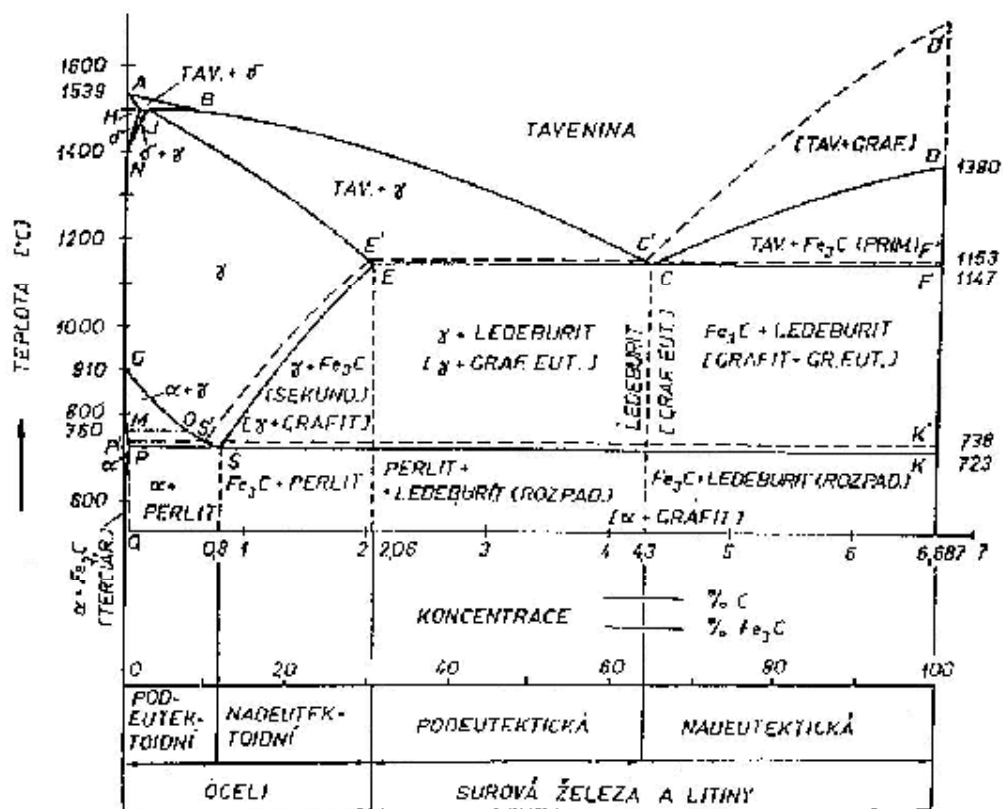 1600
1539
A
TAV. + δ
B
H
J
δ
1400
δ + γ
N
TAVENINA
[TAV+GRAF.]
D'
D
1380
TAV. + γ
1200
E'
C'
TAV. + Fe₃C (PRIM)
F'
1153
E
C
F
1147
γ
TEPLOTA [°C]
1000
γ + LEDEBURIT
[γ + GRAF. EUT.]
LEDEBURIT
[GRAF. EUT.]
Fe₃C + LEDEBURIT
[GRAFIT + GR. EUT.]
G
910
γ + Fe₃C
(SEKUND.)
[γ + GRAFIT]
α + γ
800
M
O
S'
760
P'
K'
738
α
P
S
K
723
α +
PERLIT
Fe₃C + PERLIT
PERLIT +
+ LEDEBURIT (ROZPAD.)
Fe₃C+LEDEBURIT (ROZPAD.)
[α + GRAFIT]
600
Q
0,8 1 2 2,06 3 4 4,3 5 6 6,687 7
α + Fe₃C
(TERCIÁR.)
KONCENTRACE
% C
% Fe₃C
0 20 40 60 80 100
POD-
EUTEK-
TOIDNÍ
NADEUTEK-
TOIDNÍ
PODEUTEKTICKÁ
NADEUTEKTICKÁ
OCELI
SUROVÁ ŽELEZA A LITINY